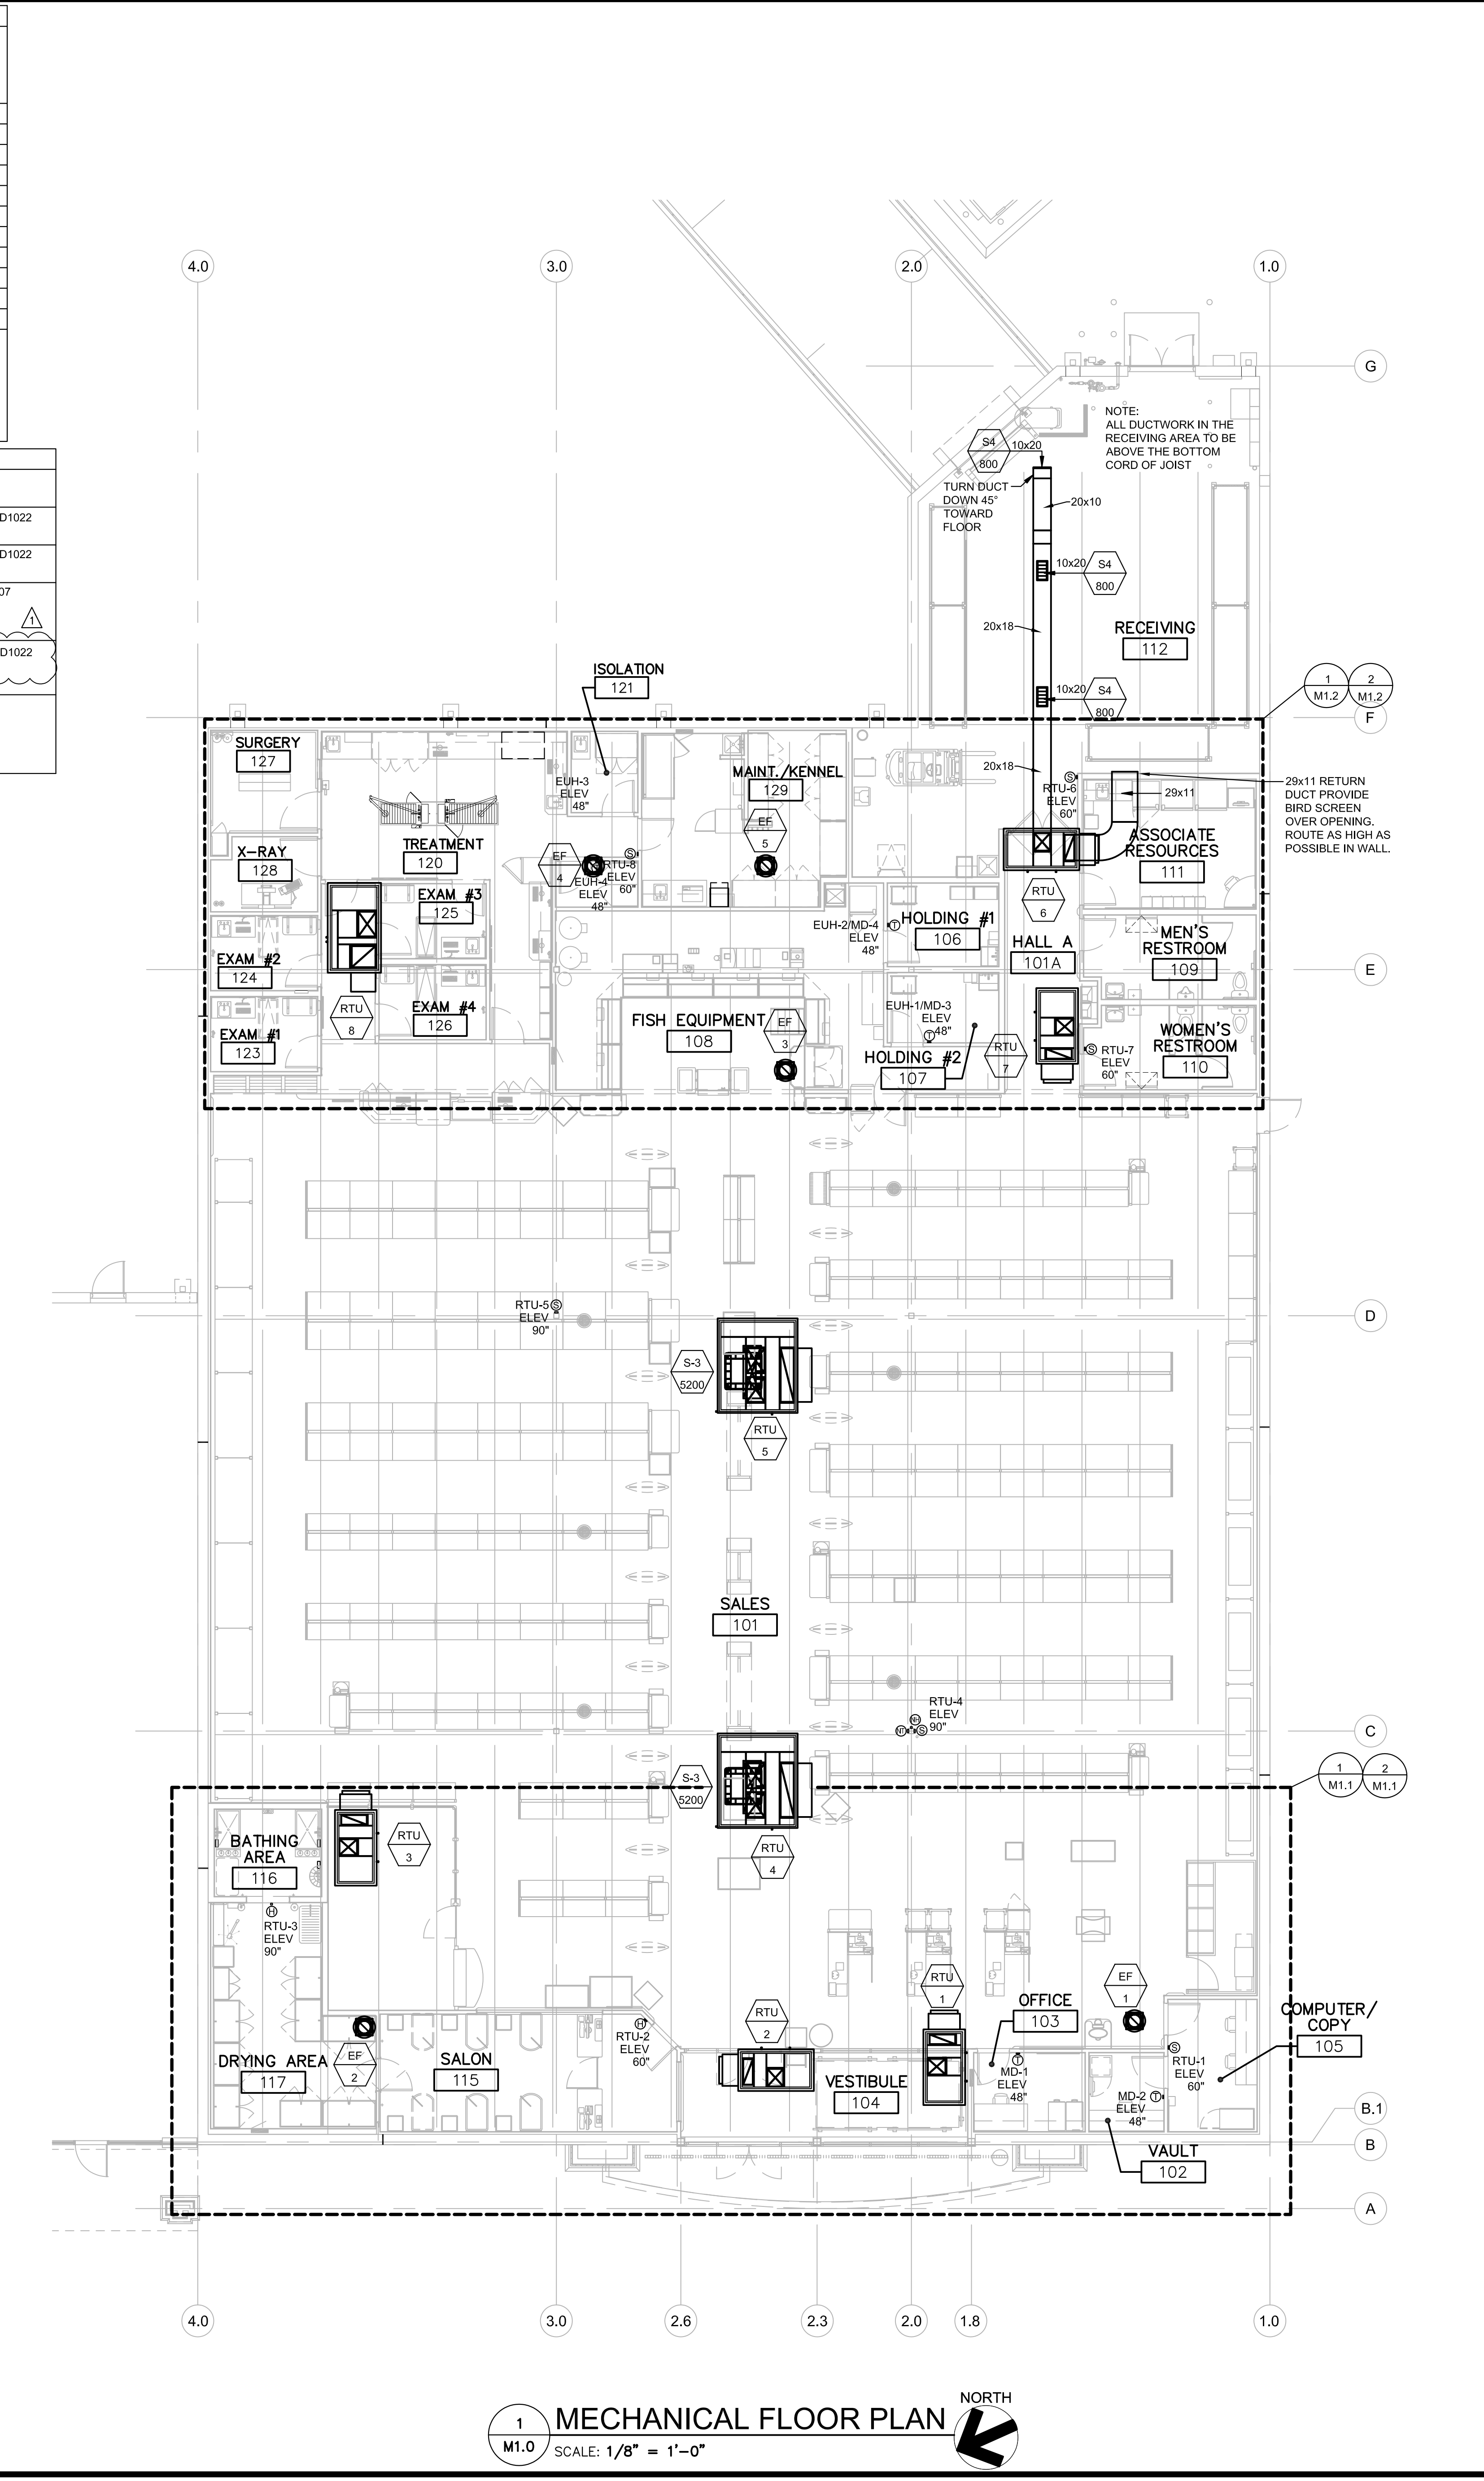 D1022
D1022
07
1
D1022
4.0
3.0
2.0
1.0
G
NOTE:
ALL DUCTWORK IN THE
RECEIVING AREA TO BE
ABOVE THE BOTTOM
CORD OF JOIST
S4
800
10x20
TURN DUCT
DOWN 45°
TOWARD
FLOOR
20x10
10x20
S4
800
20x18
RECEIVING
112
ISOLATION
121
10x20
S4
800
1
M1.2
2
M1.2
F
SURGERY
127
EUH-3
ELEV
48"
MAINT./KENNEL
129
20x18
RTU-6
ELEV
60"
S
29x11
29x11 RETURN
DUCT PROVIDE
BIRD SCREEN
OVER OPENING.
ROUTE AS HIGH AS
POSSIBLE IN WALL.
X-RAY
128
TREATMENT
120
EF
4
EF
5
S
RTU-8
ELEV
60"
EUH-4
ELEV
48"
ASSOCIATE
RESOURCES
111
RTU
6
EXAM #3
125
EUH-2/MD-4
ELEV
48"
T
HOLDING #1
106
HALL A
101A
MEN'S
RESTROOM
109
EXAM #2
124
E
RTU
8
EXAM #4
126
EXAM #1
123
FISH EQUIPMENT
108
EF
3
EUH-1/MD-3
ELEV
48"
T
HOLDING #2
107
RTU
7
S
RTU-7
ELEV
60"
WOMEN'S
RESTROOM
110
RTU-5
S
ELEV
90"
D
S-3
5200
RTU
5
SALES
101
RTU-4
ELEV
90"
NH
NT
T
S
C
S-3
5200
RTU
4
1
M1.1
2
M1.1
BATHING
AREA
116
RTU
3
H
RTU-3
ELEV
90"
RTU
1
EF
1
OFFICE
103
COMPUTER/
COPY
105
H
RTU-2
ELEV
60"
RTU
2
DRYING AREA
117
EF
2
SALON
115
VESTIBULE
104
T
MD-1
ELEV
48"
MD-2
T
ELEV
48"
S
RTU-1
ELEV
60"
B.1
B
VAULT
102
A
4.0
3.0
2.6
2.3
2.0
1.8
1.0
1
M1.0
MECHANICAL FLOOR PLAN
SCALE: 1/8" = 1'-0"
NORTH